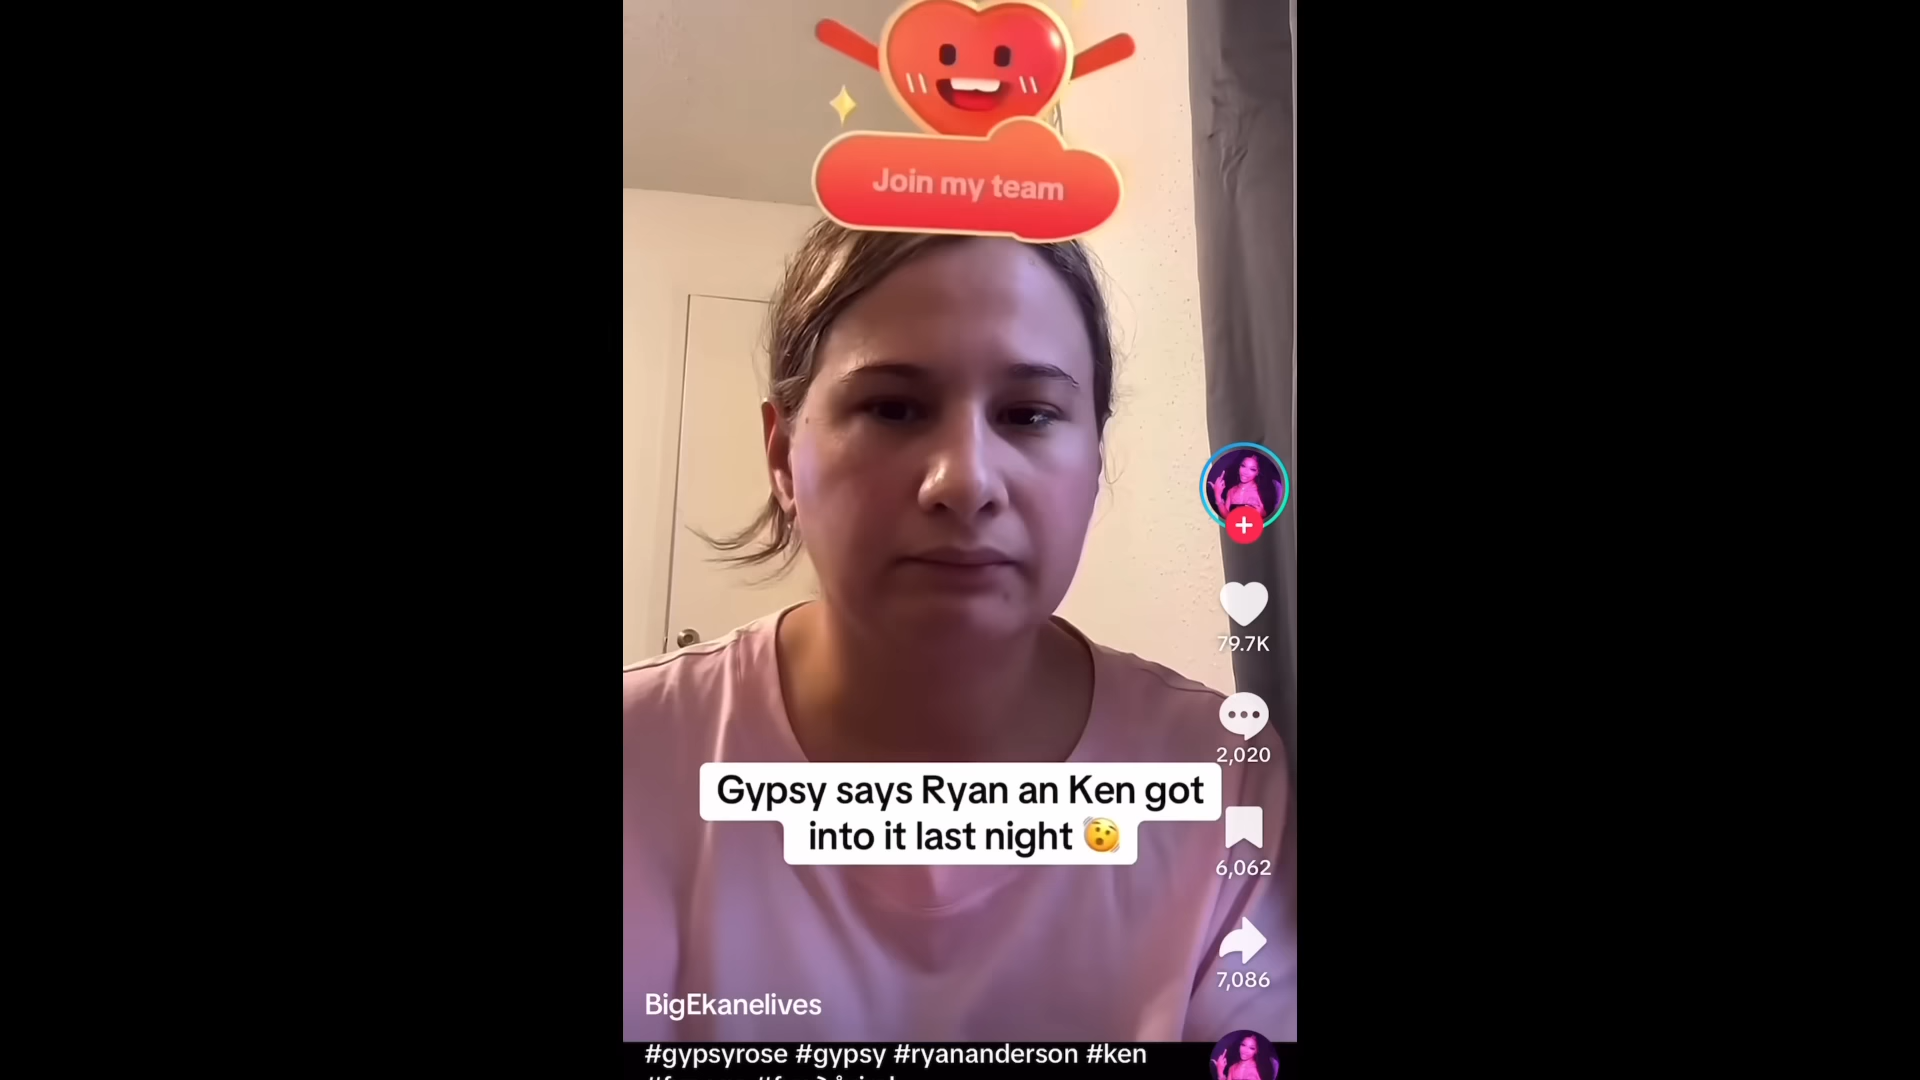 Join my team
79.7K
2,020
Gypsy says Ryan an Ken got
into it last night 🫨
6,062
7,086
BigEkanelives
#gypsyrose #gypsy #ryananderson #ken